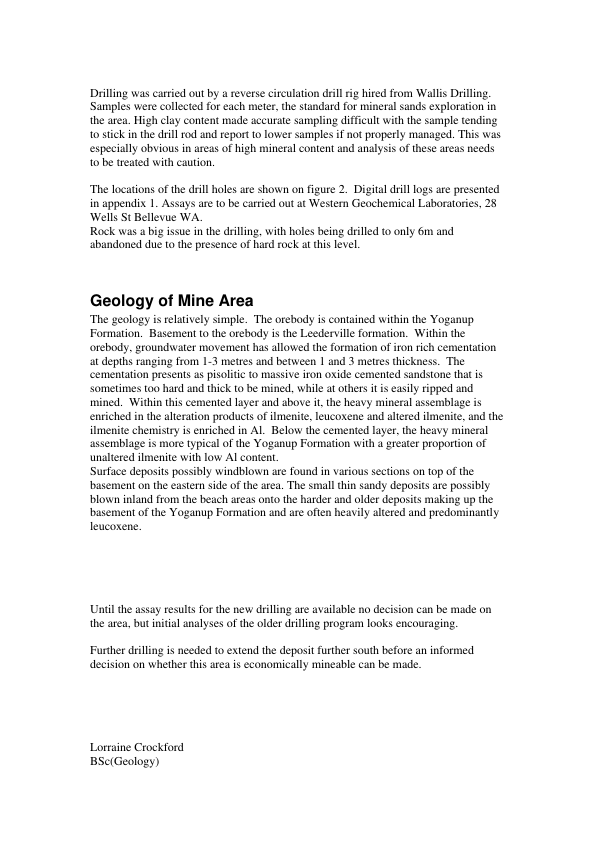 Drilling was carried out by a reverse circulation drill rig hired from Wallis Drilling.
Samples were collected for each meter, the standard for mineral sands exploration in
the area. High clay content made accurate sampling difficult with the sample tending
to stick in the drill rod and report to lower samples if not properly managed. This was
especially obvious in areas of high mineral content and analysis of these areas needs
to be treated with caution.
The locations of the drill holes are shown on figure 2.  Digital drill logs are presented
in appendix 1. Assays are to be carried out at Western Geochemical Laboratories, 28
Wells St Bellevue WA.
Rock was a big issue in the drilling, with holes being drilled to only 6m and
abandoned due to the presence of hard rock at this level.
Geology of Mine Area
The geology is relatively simple.  The orebody is contained within the Yoganup
Formation.  Basement to the orebody is the Leederville formation.  Within the
orebody, groundwater movement has allowed the formation of iron rich cementation
at depths ranging from 1-3 metres and between 1 and 3 metres thickness.  The
cementation presents as pisolitic to massive iron oxide cemented sandstone that is
sometimes too hard and thick to be mined, while at others it is easily ripped and
mined.  Within this cemented layer and above it, the heavy mineral assemblage is
enriched in the alteration products of ilmenite, leucoxene and altered ilmenite, and the
ilmenite chemistry is enriched in Al.  Below the cemented layer, the heavy mineral
assemblage is more typical of the Yoganup Formation with a greater proportion of
unaltered ilmenite with low Al content.
Surface deposits possibly windblown are found in various sections on top of the
basement on the eastern side of the area. The small thin sandy deposits are possibly
blown inland from the beach areas onto the harder and older deposits making up the
basement of the Yoganup Formation and are often heavily altered and predominantly
leucoxene.
Until the assay results for the new drilling are available no decision can be made on
the area, but initial analyses of the older drilling program looks encouraging.
Further drilling is needed to extend the deposit further south before an informed
decision on whether this area is economically mineable can be made.
Lorraine Crockford
BSc(Geology)